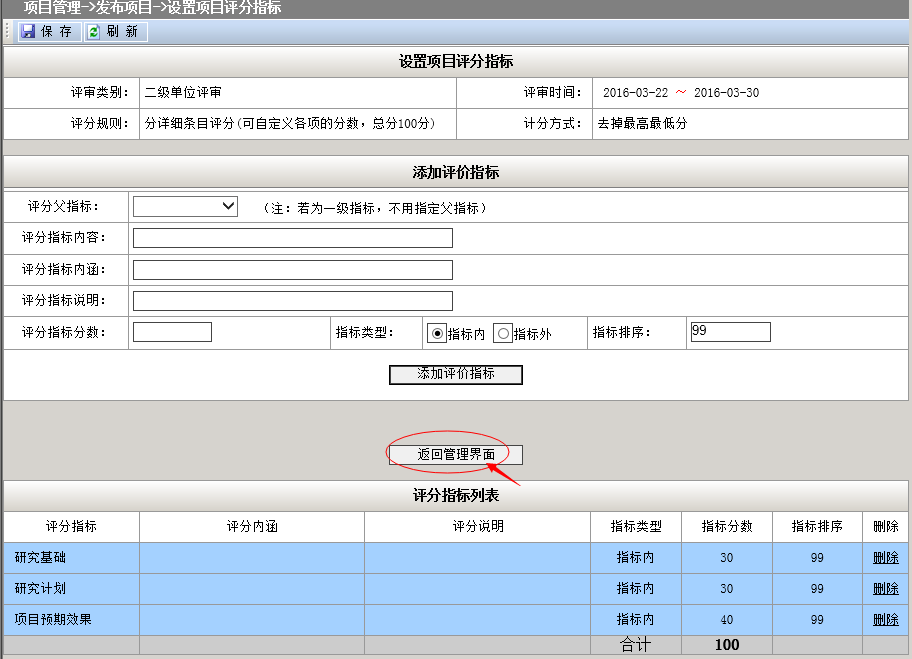 项目管理->发布项目->设置项目评分指标
保 存 刷 新
设置项目评分指标
评审类别： 二级单位评审 评审时间： 2016-03-22 ～ 2016-03-30
评分规则： 分详细条目评分(可自定义各项的分数，总分100分) 计分方式： 去掉最高最低分
添加评价指标
评分父指标： （注：若为一级指标，不用指定父指标）
评分指标内容：
评分指标内涵：
评分指标说明：
评分指标分数： 指标类型： 指标内 指标外 指标排序： 99
添加评价指标
返回管理界面
评分指标列表
评分指标 评分内涵 评分说明 指标类型 指标分数 指标排序 删除
研究基础 指标内 30 99 删除
研究计划 指标内 30 99 删除
项目预期效果 指标内 40 99 删除
合计 100